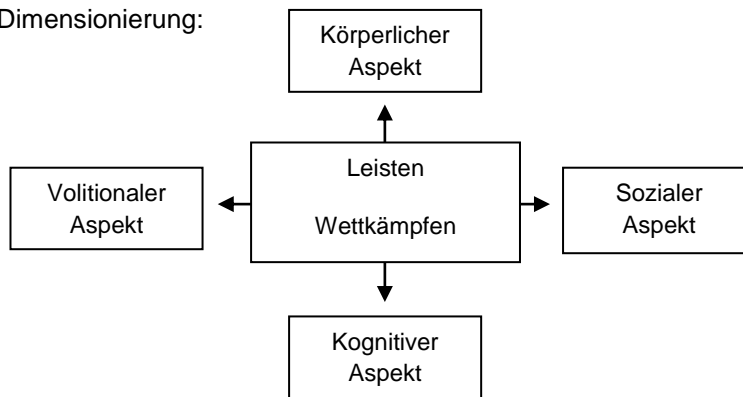 Dimensionierung:
Körperlicher
Aspekt
Volitionaler
Aspekt
Leisten
Wettkämpfen
Sozialer
Aspekt
Kognitiver
Aspekt